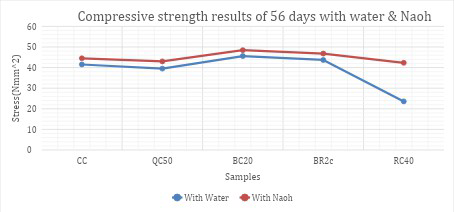 Compressive strength results of 56 days with water & Naoh
60
50
40
30
20
10
0
Stress(Nmm^2)
CC QC50 BC20 BR2c RC40
Samples
With Water With Naoh